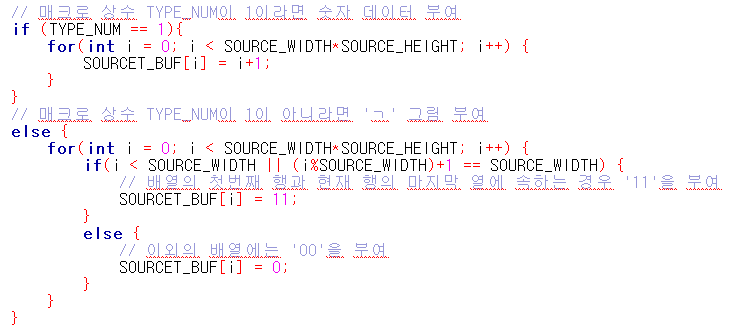 // 매크로 상수 TYPE_NUM이 1이라면 숫자 데이터 부여
if (TYPE_NUM == 1){
    for(int i = 0; i < SOURCE_WIDTH*SOURCE_HEIGHT; i++) {
        SOURCET_BUF[i] = i+1;
    }
}
// 매크로 상수 TYPE_NUM이 1이 아니라면 'ㄱ' 그림 부여
else {
    for(int i = 0; i < SOURCE_WIDTH*SOURCE_HEIGHT; i++) {
        if(i < SOURCE_WIDTH || (i%SOURCE_WIDTH)+1 == SOURCE_WIDTH) {
            // 배열의 첫번째 행과 현재 행의 마지막 열에 속하는 경우 '11'을 부여
            SOURCET_BUF[i] = 11;
        }
        else {
            // 이외의 배열에는 '00'을 부여
            SOURCET_BUF[i] = 0;
        }
    }
}